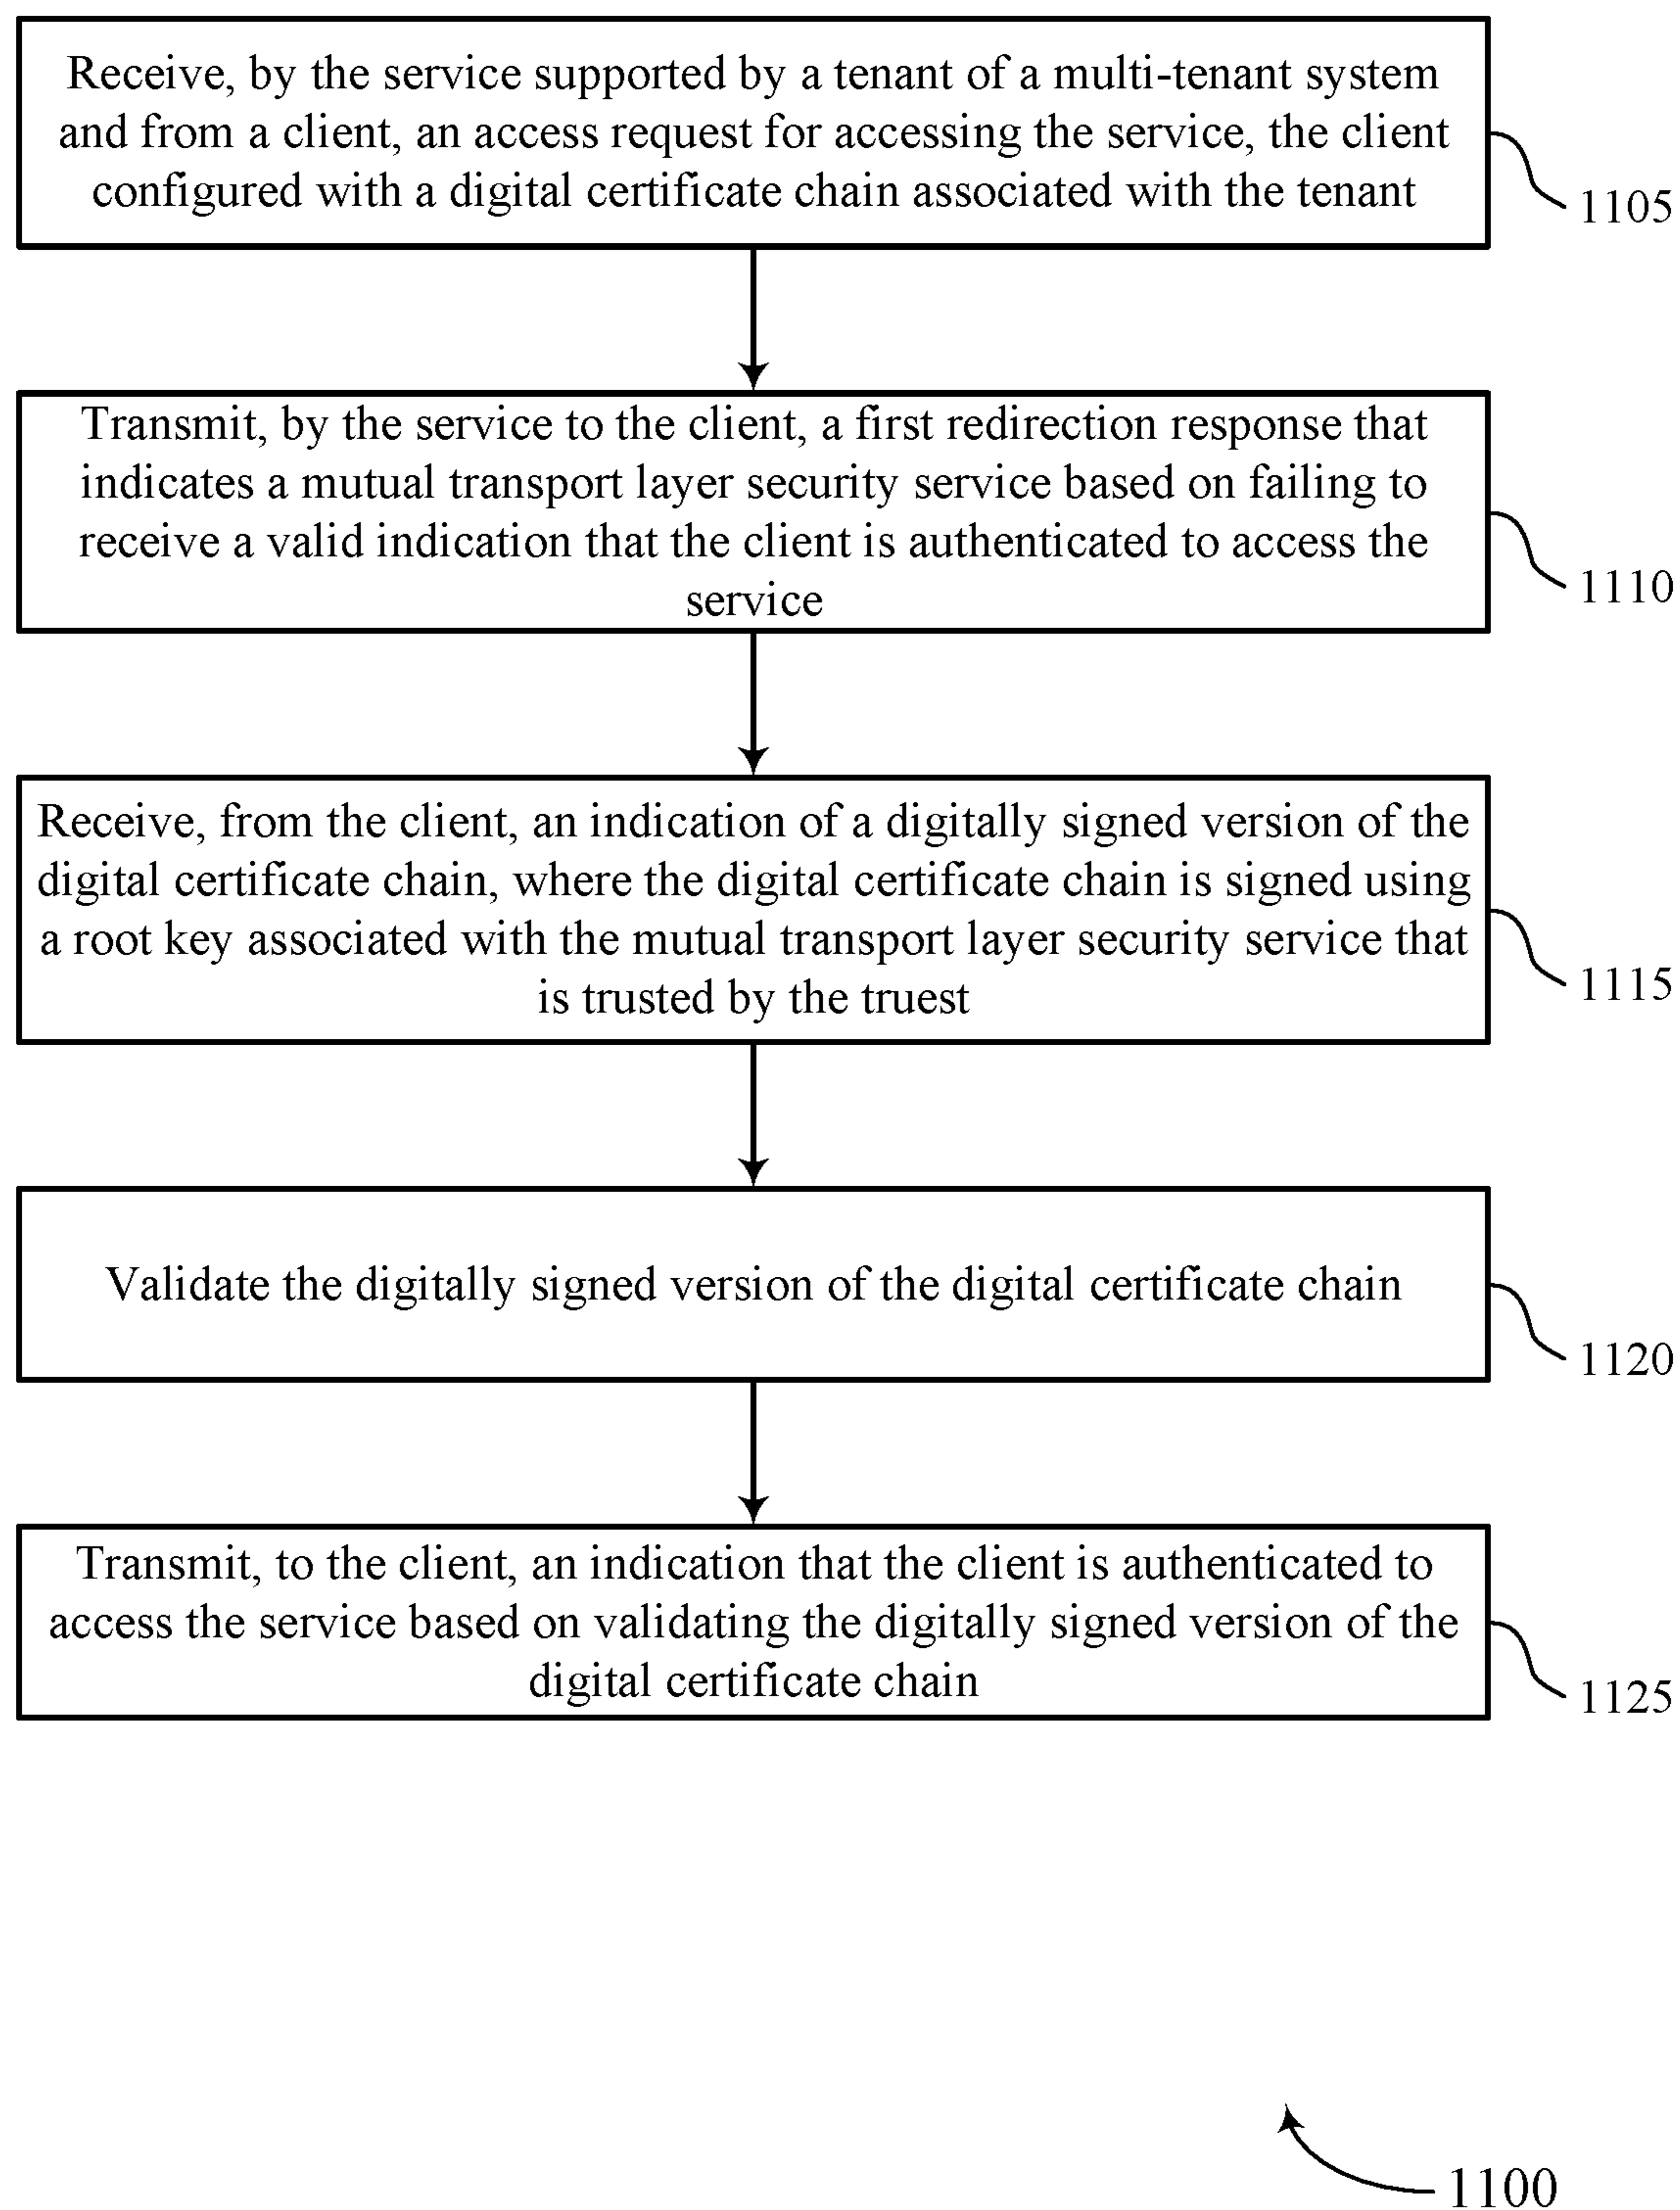 Receive, by the service supported by a tenant of a multi-tenant system
and from a client, an access request for accessing the service, the client
configured with a digital certificate chain associated with the tenant
1105
Transmit, by the service to the client, a first redirection response that
indicates a mutual transport layer security service based on failing to
receive a valid indication that the client is authenticated to access the
service
1110
Receive, from the client, an indication of a digitally signed version of the
digital certificate chain, where the digital certificate chain is signed using
a root key associated with the mutual transport layer security service that
is trusted by the truest
1115
Validate the digitally signed version of the digital certificate chain
1120
Transmit, to the client, an indication that the client is authenticated to
access the service based on validating the digitally signed version of the
digital certificate chain
1125
1100